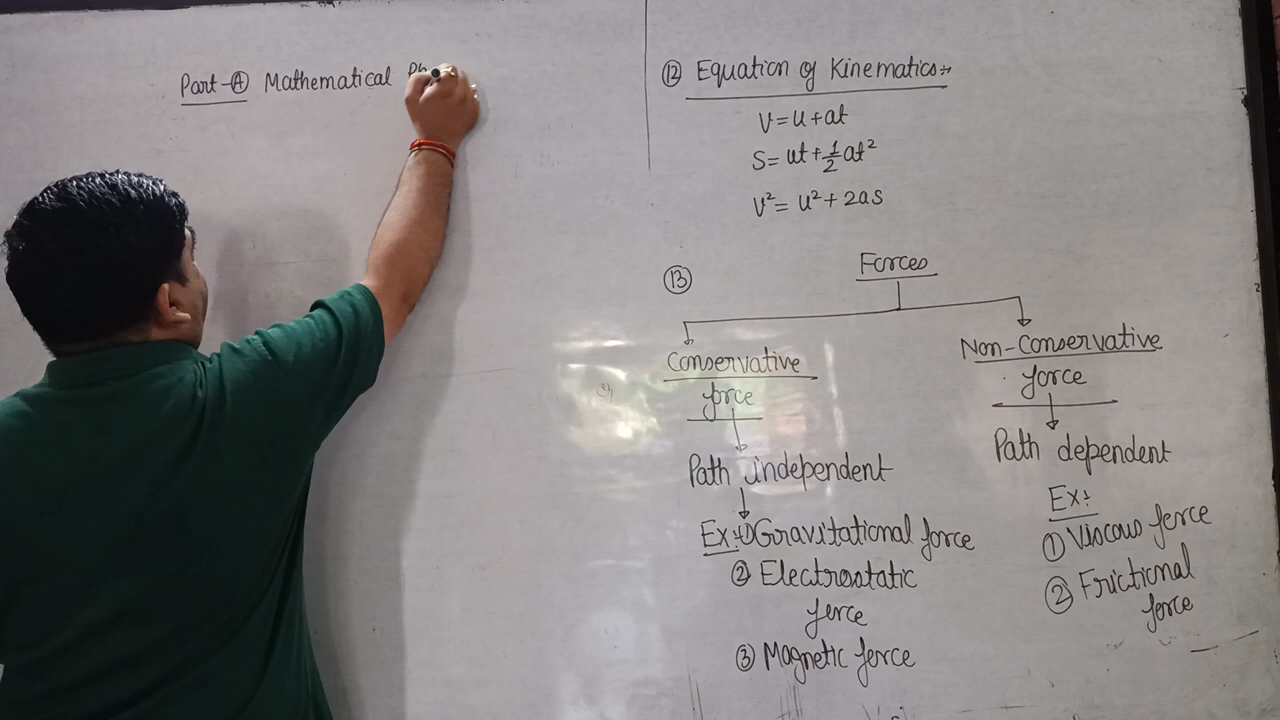 Part-Ⓐ Mathematical Ph
⑫ Equation of Kinematics:-
V=u+at
S=ut+½at²
V²=u²+2as
⑬
Forces
Conservative
force
Path independent
Ex:-① Gravitational force
② Electrostatic
force
③ Magnetic force
Non-Conservative
force
Path dependent
Ex:
① Viscous force
② Frictional
force